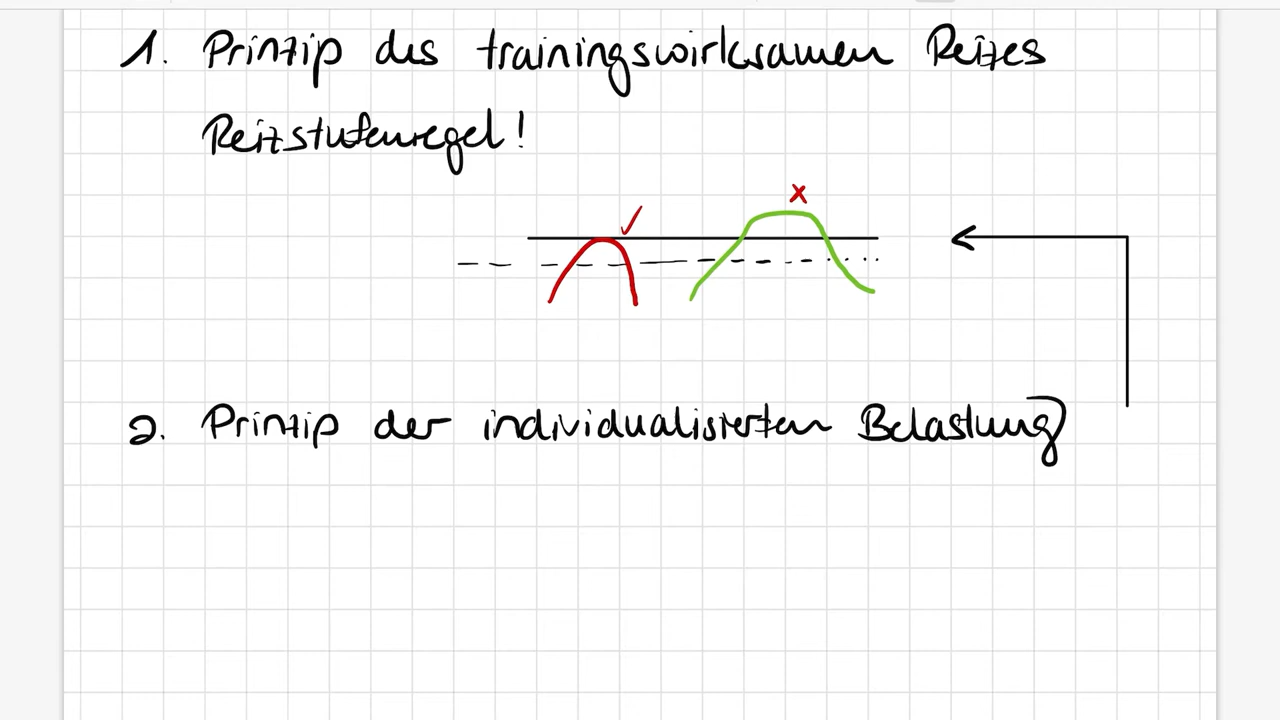 1. Prinzip des trainingswirksamen Reizes
Reizstufenregel!
2. Prinzip der individualisierten Belastung